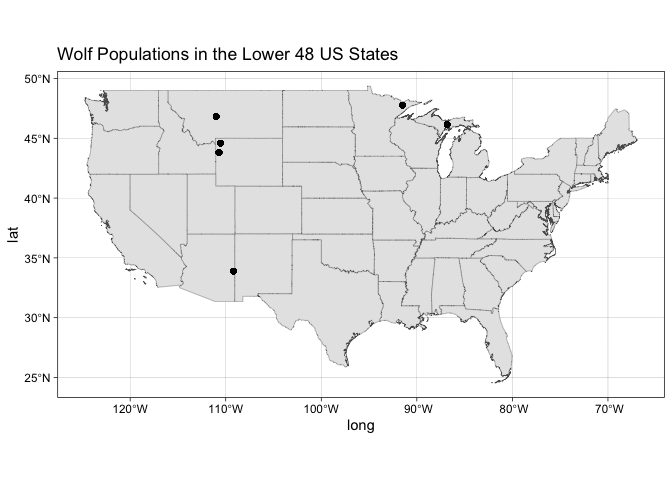 Wolf Populations in the Lower 48 US States
50°N
45°N
40°N
35°N
30°N
25°N
lat
120°W 110°W 100°W 90°W 80°W 70°W
long